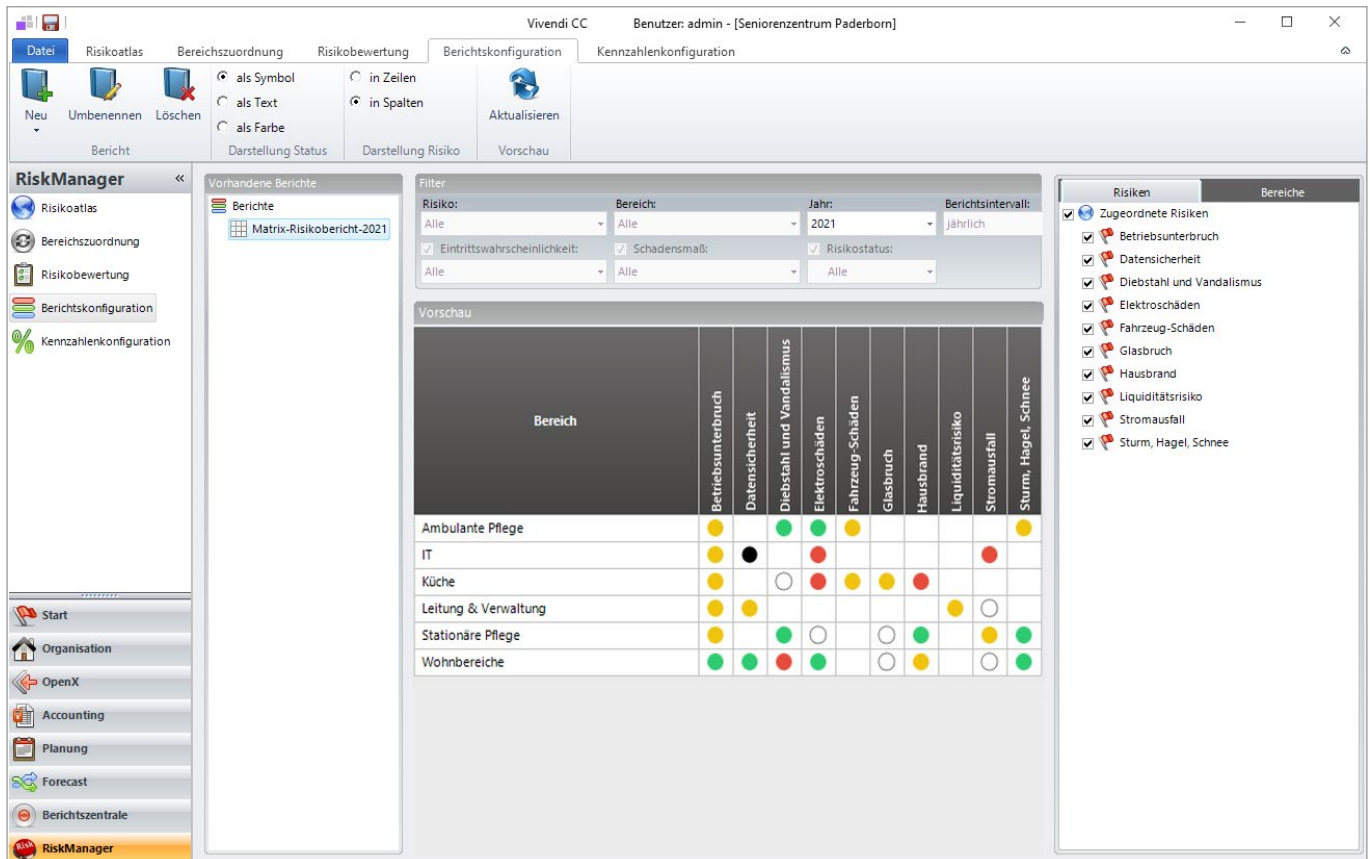 Vivendi CC Benutzer: admin - [Seniorenzentrum Paderborn]
Datei Risikoatlas Bereichszuordnung Risikobewertung Berichtskonfiguration Kennzahlenkonfiguration
Neu Umbenennen Löschen
als Symbol
als Text
als Farbe
in Zeilen
in Spalten
Aktualisieren
Bericht Darstellung Status Darstellung Risiko Vorschau
RiskManager «
Risikoatlas
Bereichszuordnung
Risikobewertung
Berichtskonfiguration
Kennzahlenkonfiguration
Start
Organisation
OpenX
Accounting
Planung
Forecast
Berichtszentrale
Risk RiskManager
Vorhandene Berichte
Berichte
Matrix-Risikobericht-2021
Filter
Risiko: Bereich: Jahr: Berichtsintervall:
Alle Alle 2021 jährlich
Eintrittswahrscheinlichkeit: Schadensmaß: Risikostatus:
Alle Alle Alle
Vorschau
Bereich
Betriebsunterbruch
Datensicherheit
Diebstahl und Vandalismus
Elektroschäden
Fahrzeug-Schäden
Glasbruch
Hausbrand
Liquiditätsrisiko
Stromausfall
Sturm, Hagel, Schnee
Ambulante Pflege
IT
Küche
Leitung & Verwaltung
Stationäre Pflege
Wohnbereiche
Risiken Bereiche
Zugeordnete Risiken
Betriebsunterbruch
Datensicherheit
Diebstahl und Vandalismus
Elektroschäden
Fahrzeug-Schäden
Glasbruch
Hausbrand
Liquiditätsrisiko
Stromausfall
Sturm, Hagel, Schnee